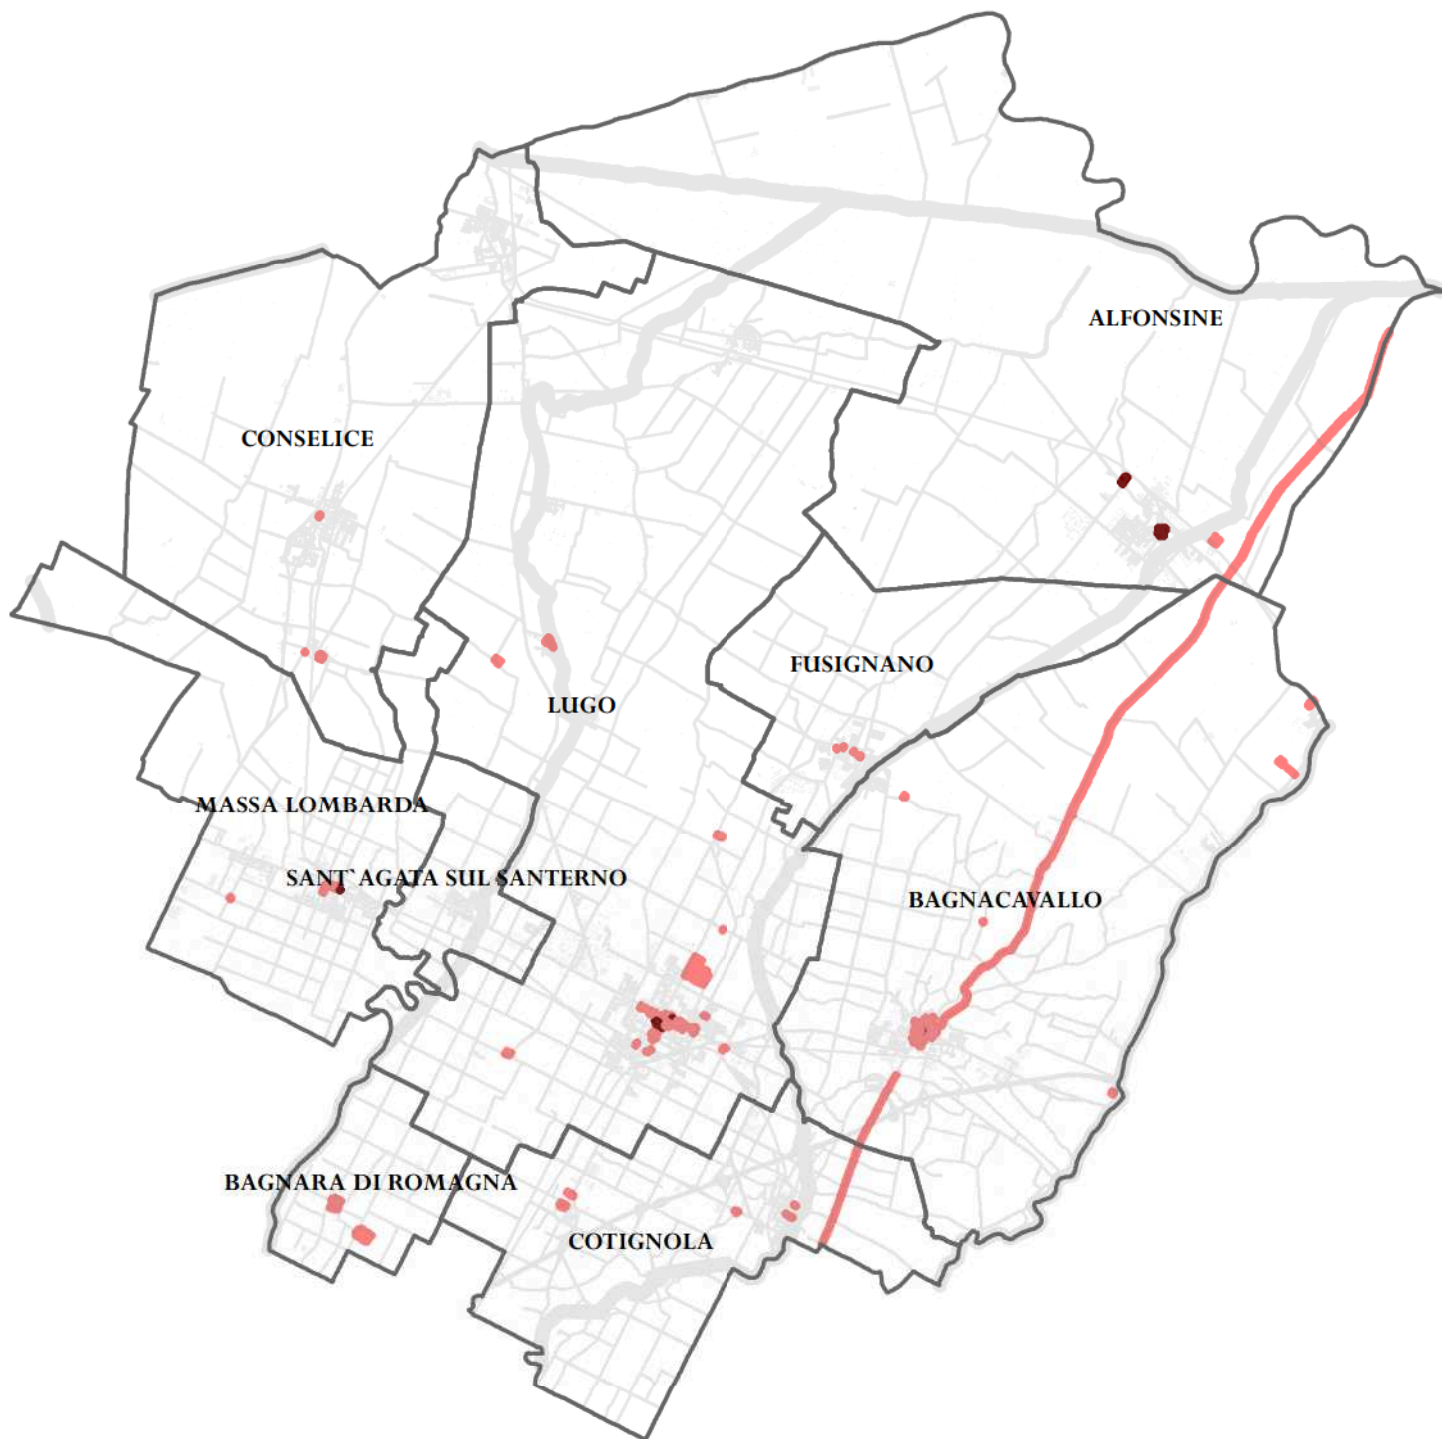 ALFONSINE
CONSELICE
FUSIGNANO
LUGO
MASSA LOMBARDA
SANT`AGATA SUL SANTERNO
BAGNACAVALLO
BAGNARA DI ROMAGNA
COTIGNOLA